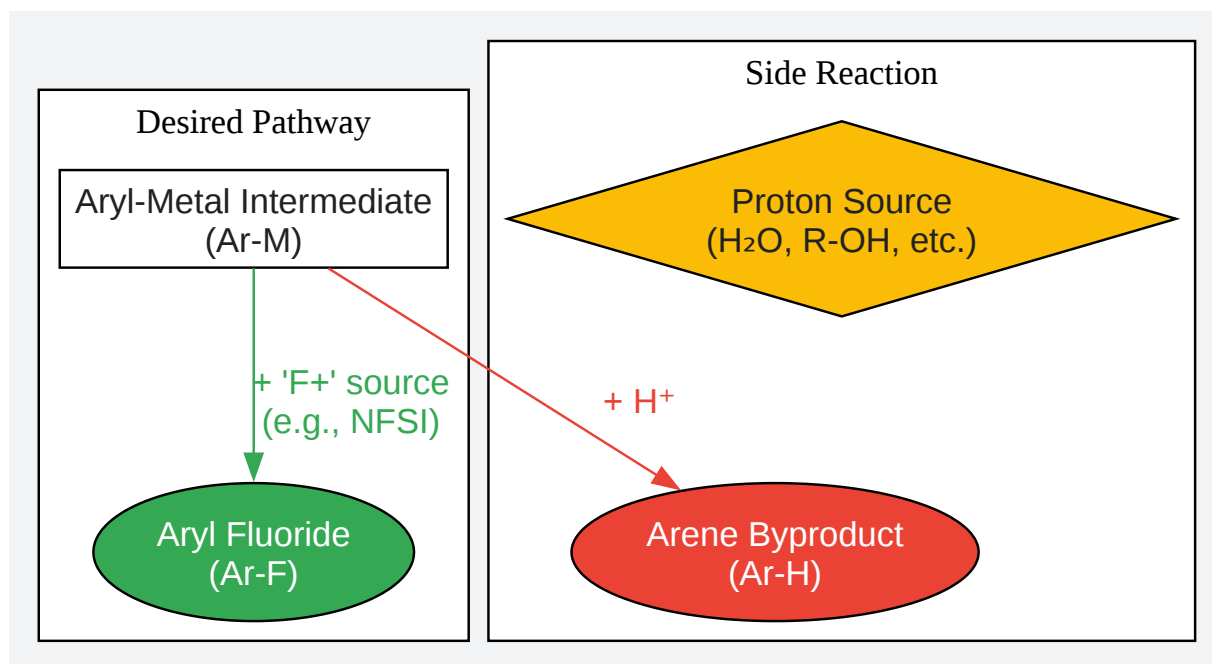 Desired Pathway
Aryl-Metal Intermediate
(Ar-M)
+ 'F+' source
(e.g., NFSI)
Aryl Fluoride
(Ar-F)
Side Reaction
Proton Source
(H₂O, R-OH, etc.)
+ H⁺
Arene Byproduct
(Ar-H)